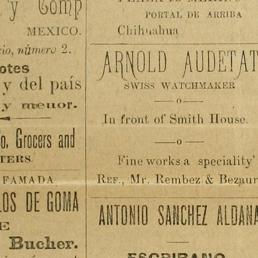 y Comp
MEXICO.
io, número 2.
otes
y del país
y menor.
o, Grocers and
TERS
FAMADA
LOS DE GOMA
E
Bucher.
PORTAL DE ARRIBA
Chihuahua
ARNOLD AUDETAT
SWISS WATCHMAKER
In front of Smith House.
Fine works a speciality'
REF., Mr. Rembez & Bezaur
ANTONIO SANCHEZ ALDANA
ESCRIBANO